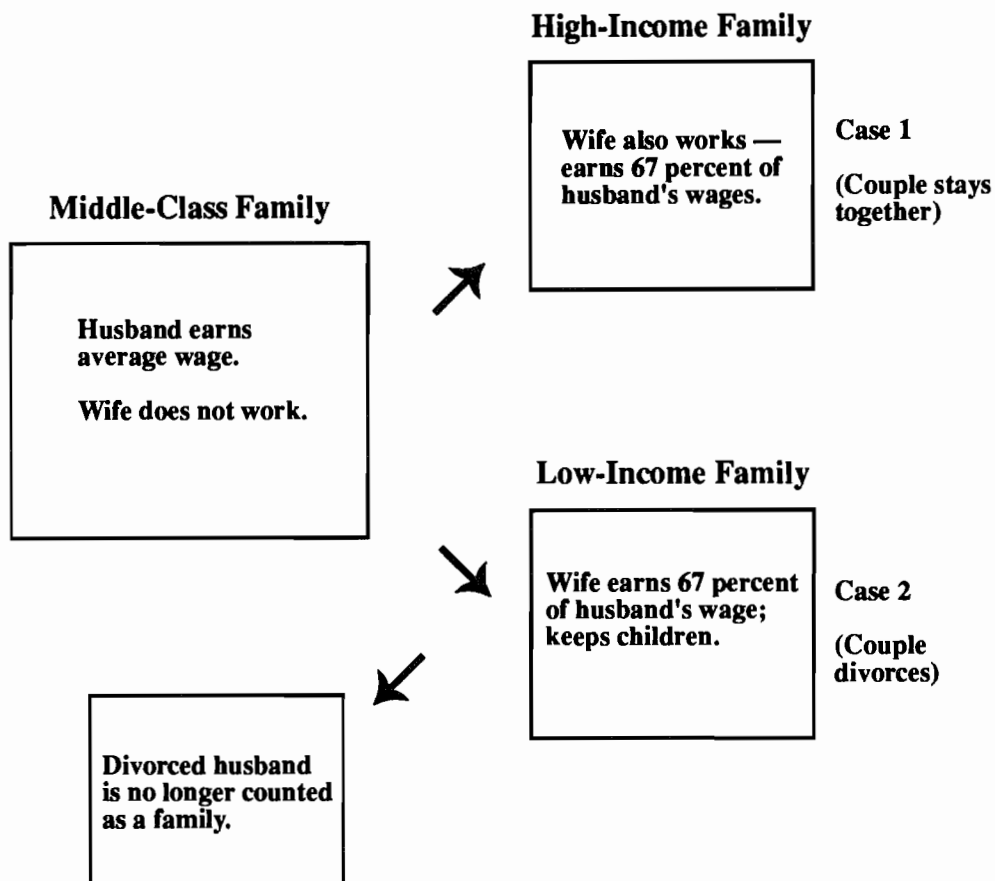 High-Income Family
Wife also works —
earns 67 percent of
husband's wages.
Case 1
(Couple stays
together)
Middle-Class Family
Husband earns
average wage.
Wife does not work.
Low-Income Family
Wife earns 67 percent
of husband's wage;
keeps children.
Case 2
(Couple
divorces)
Divorced husband
is no longer counted
as a family.